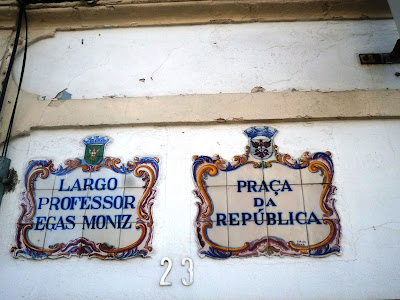 LARGO
PROFESSOR
EGAS MONIZ
PRAÇA
DA
REPÚBLICA
23